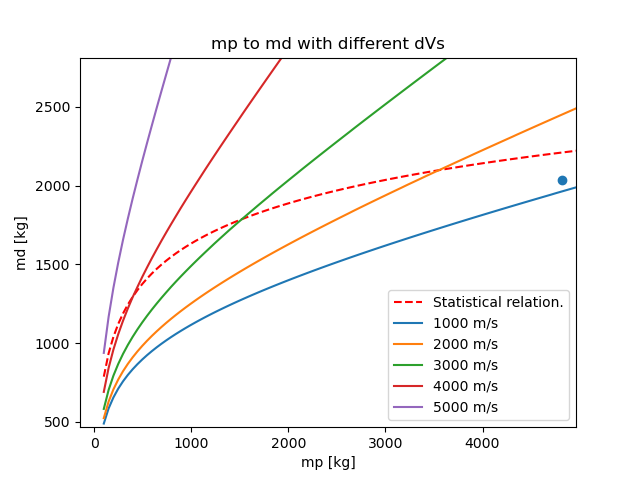 mp to md with different dVs
md [kg]
2500
2000
1500
1000
500
Statistical relation.
1000 m/s
2000 m/s
3000 m/s
4000 m/s
5000 m/s
0 1000 2000 3000 4000
mp [kg]